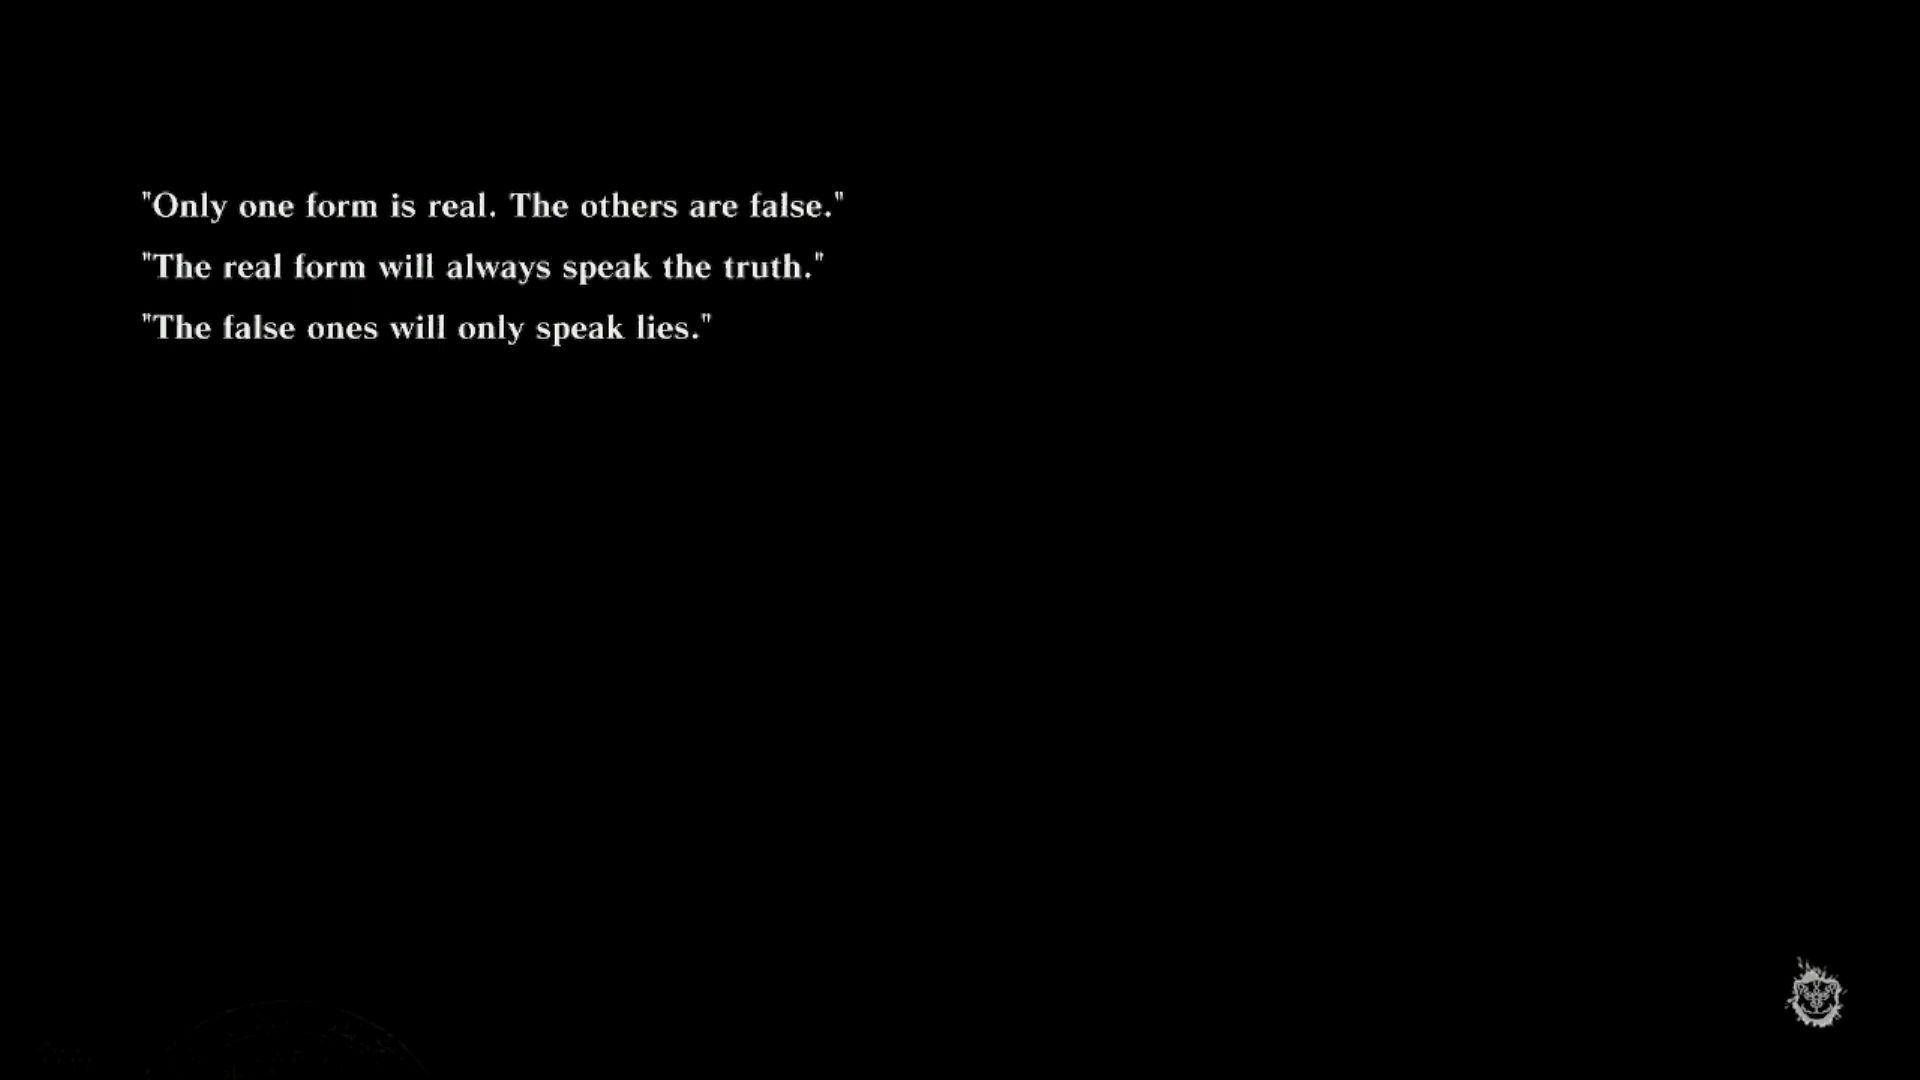 "Only one form is real. The others are false."
"The real form will always speak the truth."
"The false ones will only speak lies."